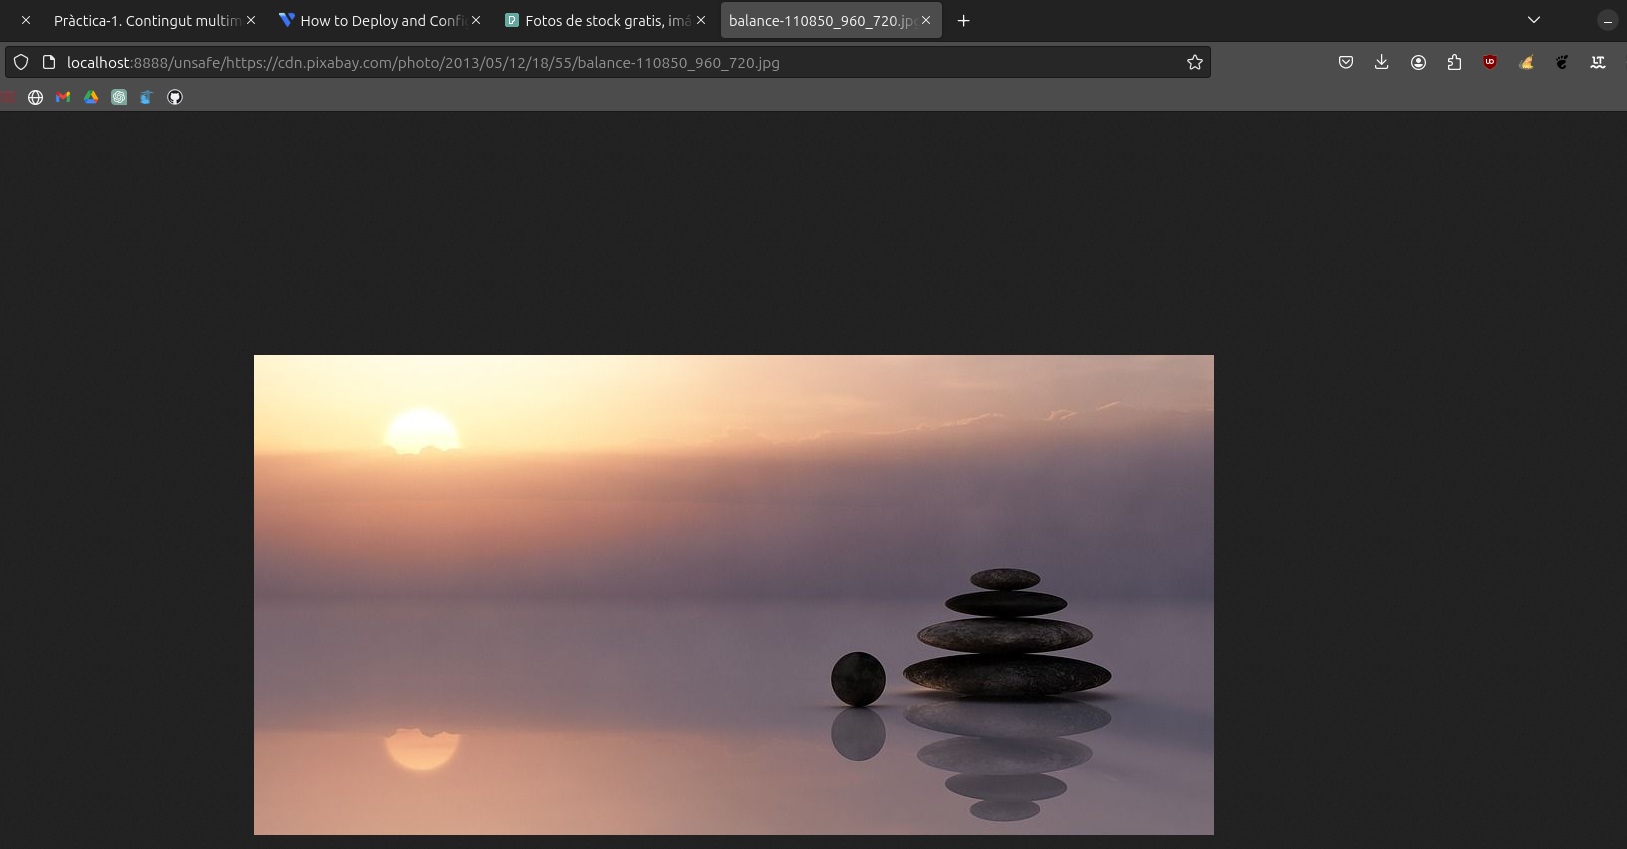 Pràctica-1. Contingut multim
How to Deploy and Confi
Fotos de stock gratis, imá
balance-110850_960_720.jp
localhost:8888/unsafe/https://cdn.pixabay.com/photo/2013/05/12/18/55/balance-110850_960_720.jpg